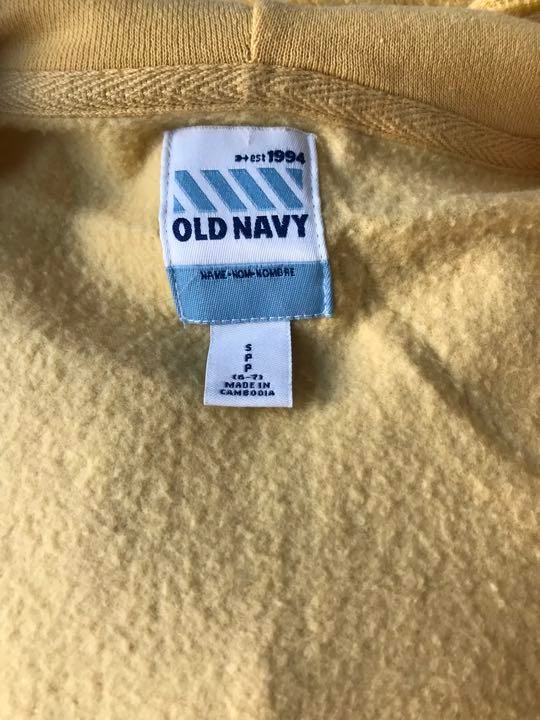 est 1994
OLD NAVY
NAME-NOM-NOMBRE
S
P
P
(6-7)
MADE IN
CAMBODIA